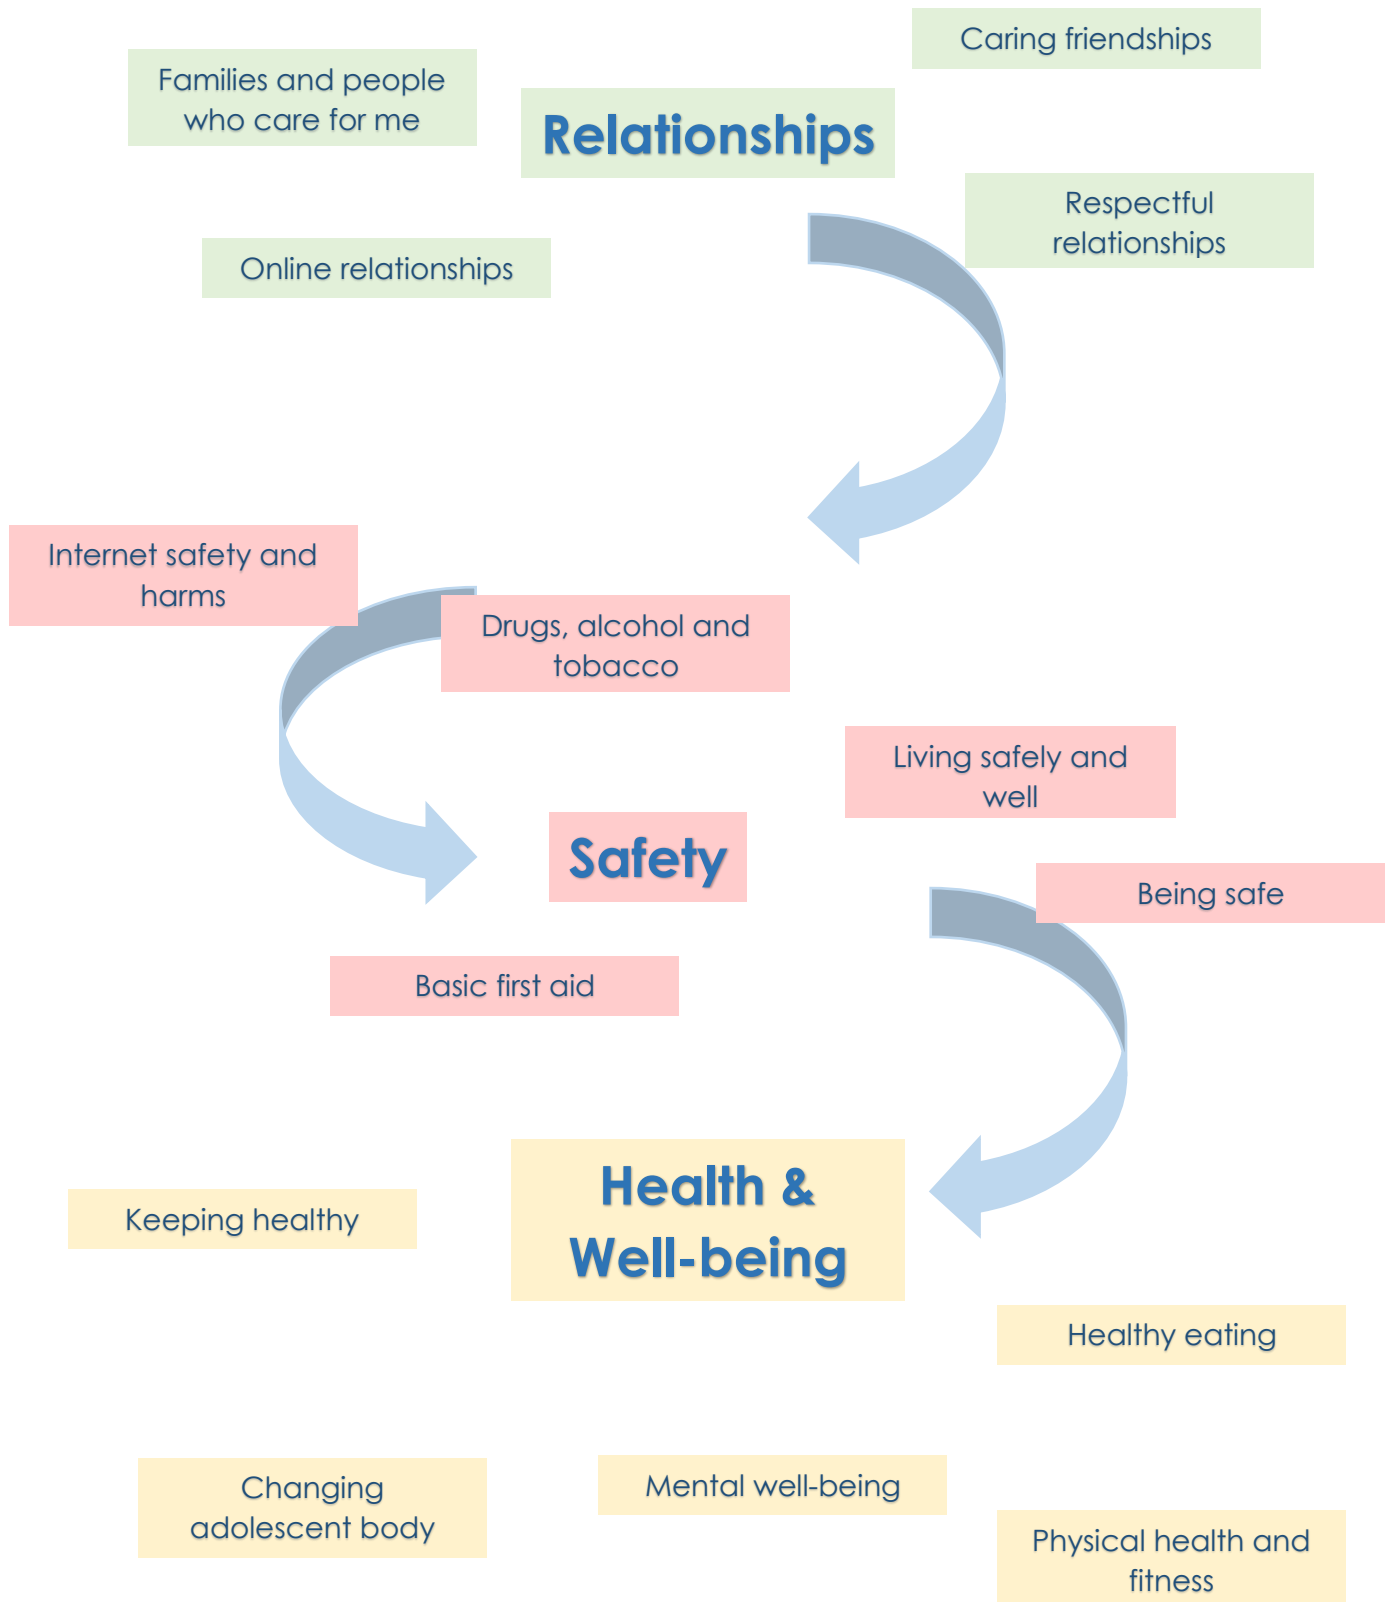 Caring friendships
Families and people
who care for me
Relationships
Respectful
relationships
Online relationships
Internet safety and
harms
Drugs, alcohol and
tobacco
Living safely and
well
Safety
Being safe
Basic first aid
Health &
Well-being
Keeping healthy
Healthy eating
Changing
adolescent body
Mental well-being
Physical health and
fitness